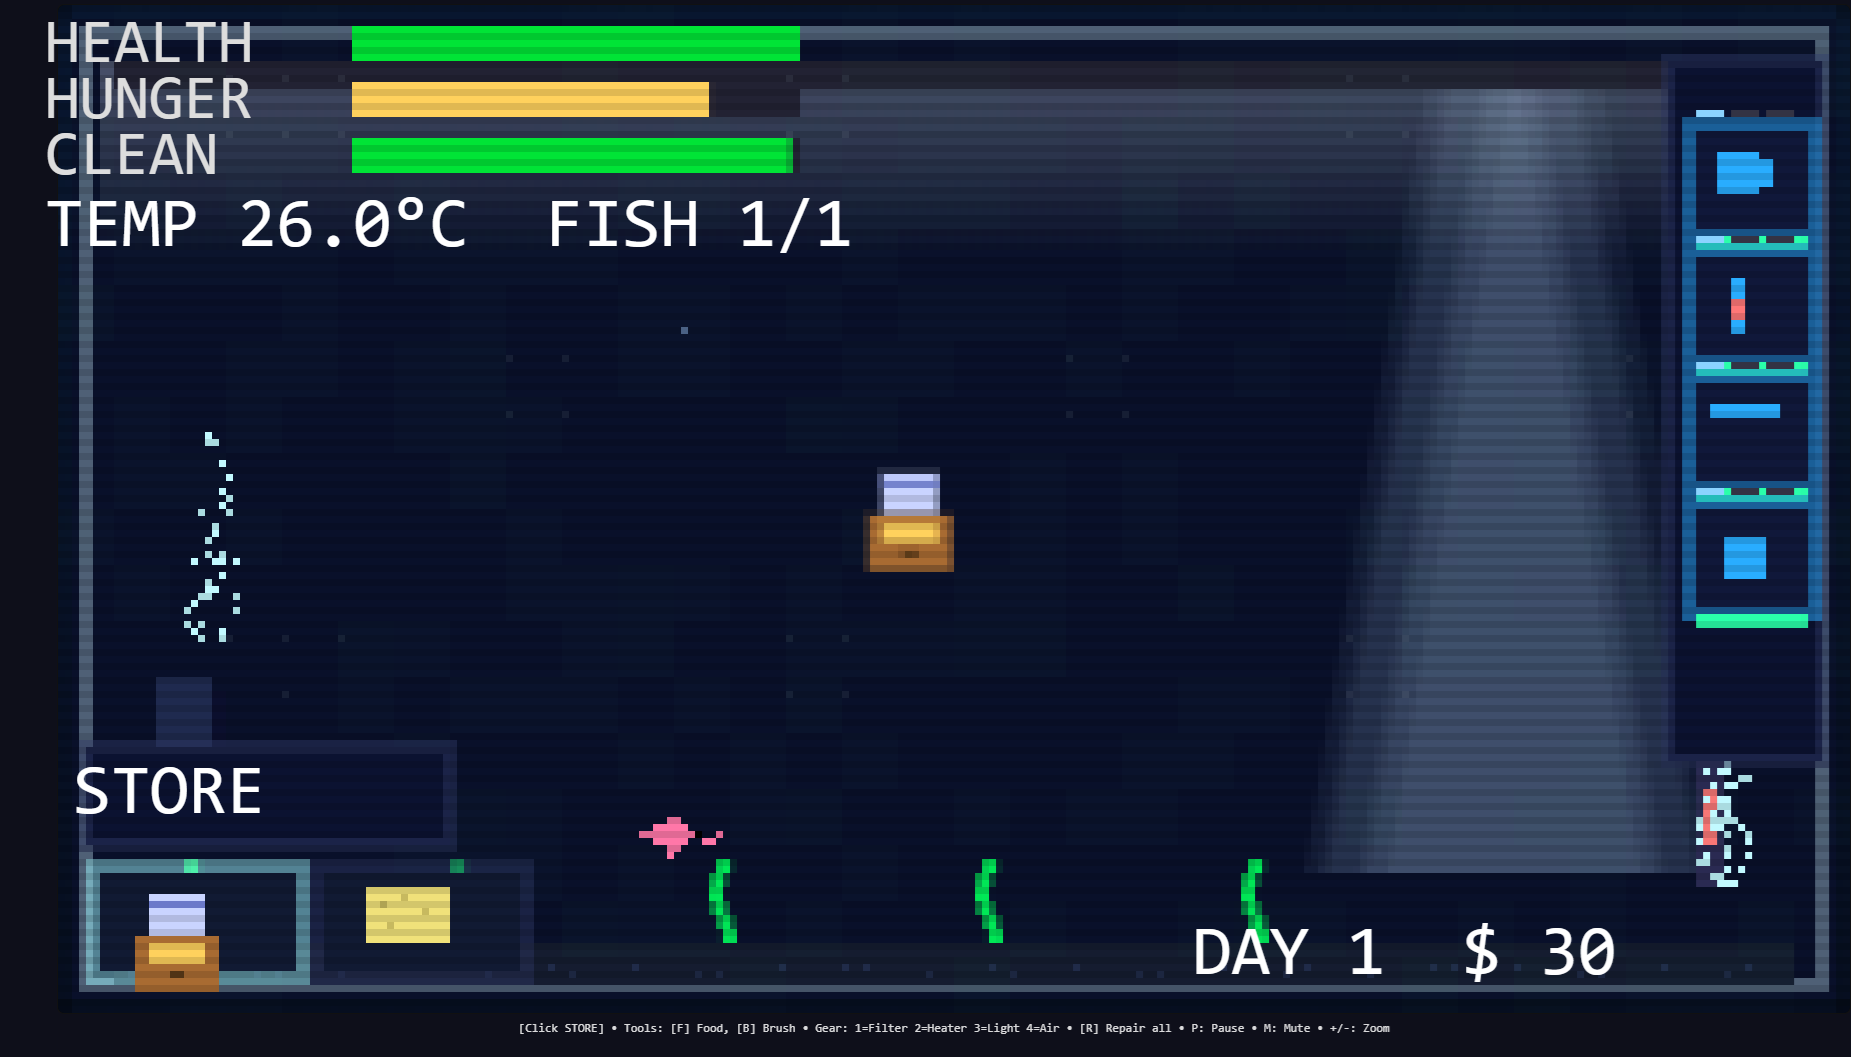 HEALTH
HUNGER
CLEAN
TEMP 26.0°C  FISH 1/1
STORE
DAY 1  $ 30
[Click STORE] • Tools: [F] Food, [B] Brush • Gear: 1=Filter 2=Heater 3=Light 4=Air • [R] Repair all • P: Pause • M: Mute • +/-: Zoom